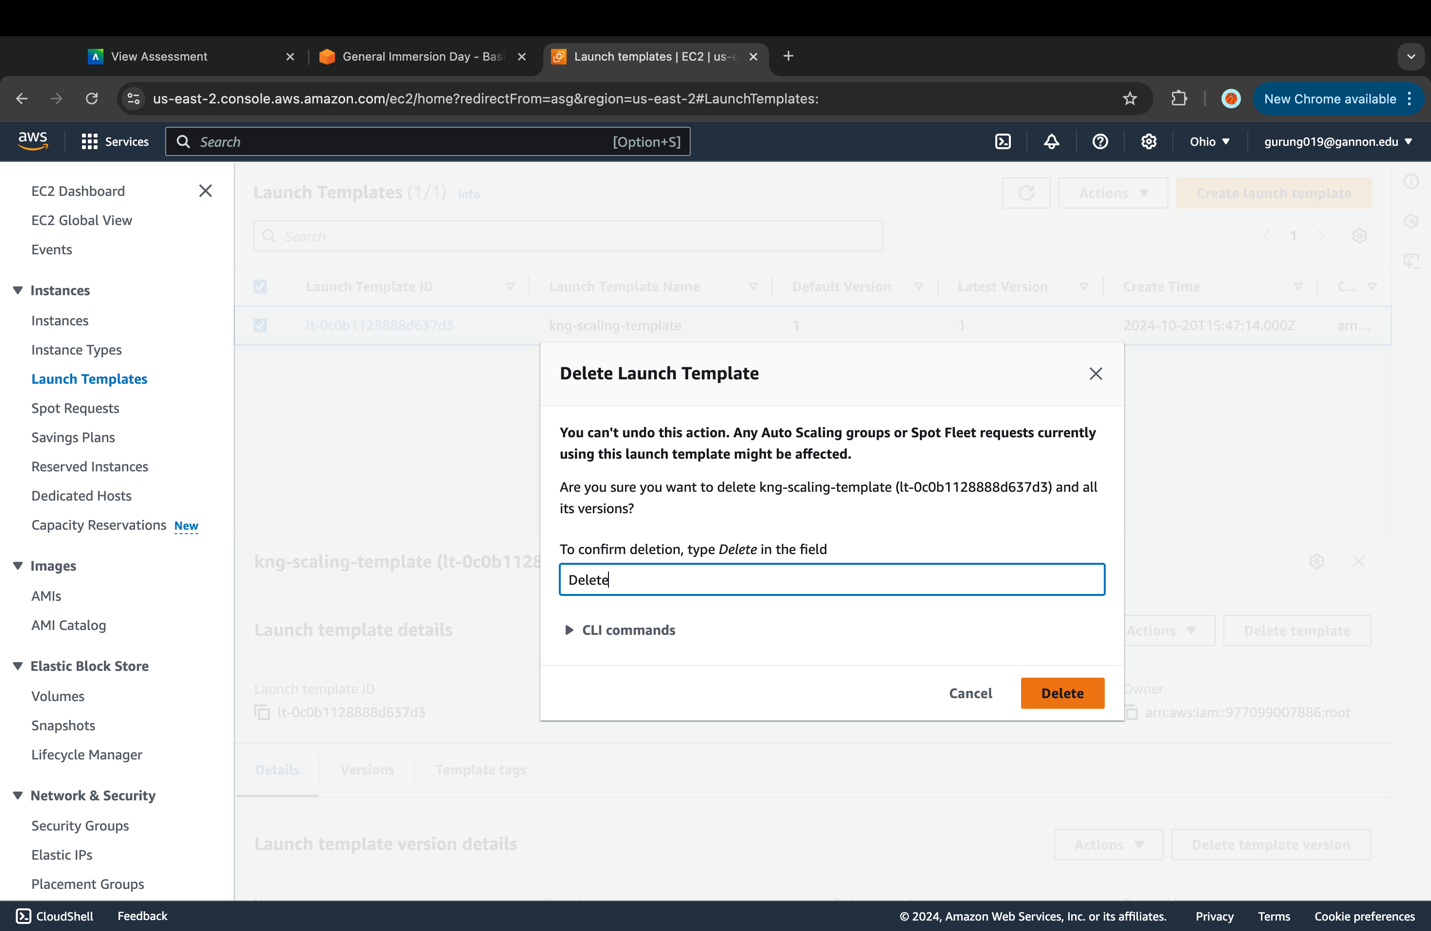 View Assessment
General Immersion Day - Bas
Launch templates | EC2 | us-e
us-east-2.console.aws.amazon.com/ec2/home?redirectFrom=asg&region=us-east-2#LaunchTemplates:
New Chrome available
aws
Services
Search
[Option+S]
Ohio
gurung019@gannon.edu
EC2 Dashboard
EC2 Global View
Events
Instances
Instances
Instance Types
Launch Templates
Spot Requests
Savings Plans
Reserved Instances
Dedicated Hosts
Capacity Reservations New
Images
AMIs
AMI Catalog
Elastic Block Store
Volumes
Snapshots
Lifecycle Manager
Network & Security
Security Groups
Elastic IPs
Placement Groups
Launch Templates (1/1) Info
Actions
Create launch template
Search
1
Launch Template ID
Launch Template Name
Default Version
Latest Version
Create Time
C...
lt-0c0b1128888d637d3
kng-scaling-template
1
1
2024-10-20T15:47:14.000Z
arn...
Delete Launch Template
You can't undo this action. Any Auto Scaling groups or Spot Fleet requests currently
using this launch template might be affected.
Are you sure you want to delete kng-scaling-template (lt-0c0b1128888d637d3) and all
its versions?
To confirm deletion, type Delete in the field
Delete
CLI commands
Cancel
Delete
kng-scaling-template (lt-0c0b1128
Launch template details
Actions
Delete template
Launch template ID
lt-0c0b1128888d637d3
Owner
arn:aws:iam::977099007886:root
Details
Versions
Template tags
Launch template version details
Actions
Delete template version
CloudShell
Feedback
© 2024, Amazon Web Services, Inc. or its affiliates.
Privacy
Terms
Cookie preferences